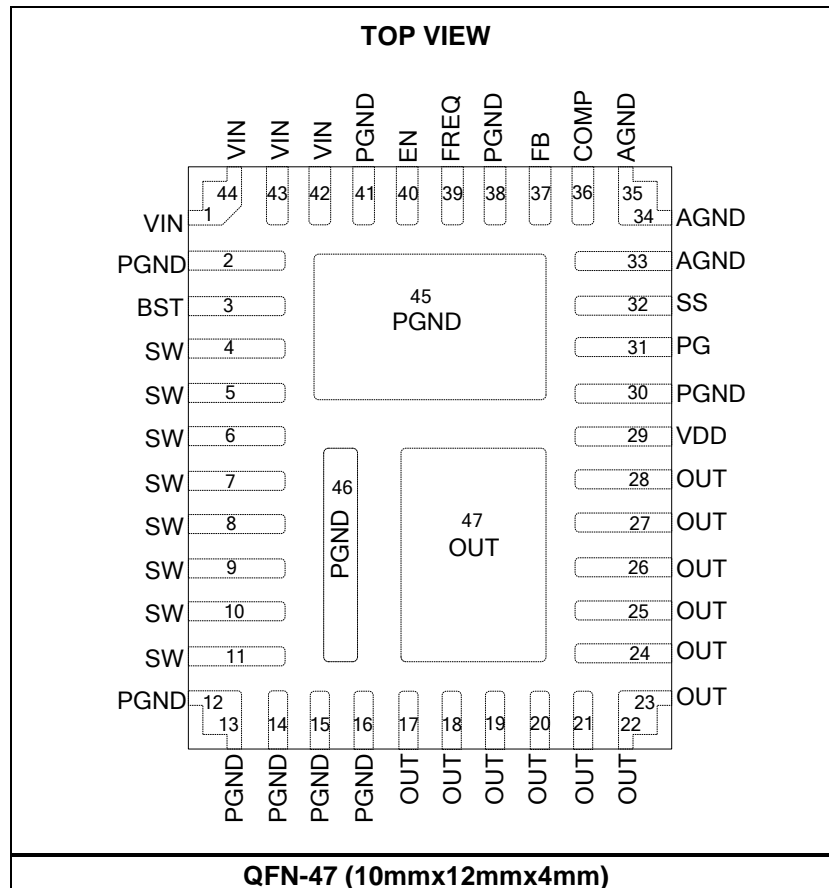 TOP VIEW
VIN VIN VIN PGND EN FREQ PGND FB COMP AGND
44 43 42 41 40 39 38 37 36 35
VIN 1 34 AGND
PGND 2 33 AGND
BST 3 32 SS
SW 4 31 PG
SW 5 30 PGND
SW 6 29 VDD
SW 7 28 OUT
SW 8 27 OUT
SW 9 26 OUT
SW 10 25 OUT
SW 11 24 OUT
PGND 12 23 OUT
45
PGND
46
PGND
47
OUT
13 14 15 16 17 18 19 20 21 22
PGND PGND PGND PGND OUT OUT OUT OUT OUT OUT
QFN-47 (10mmx12mmx4mm)